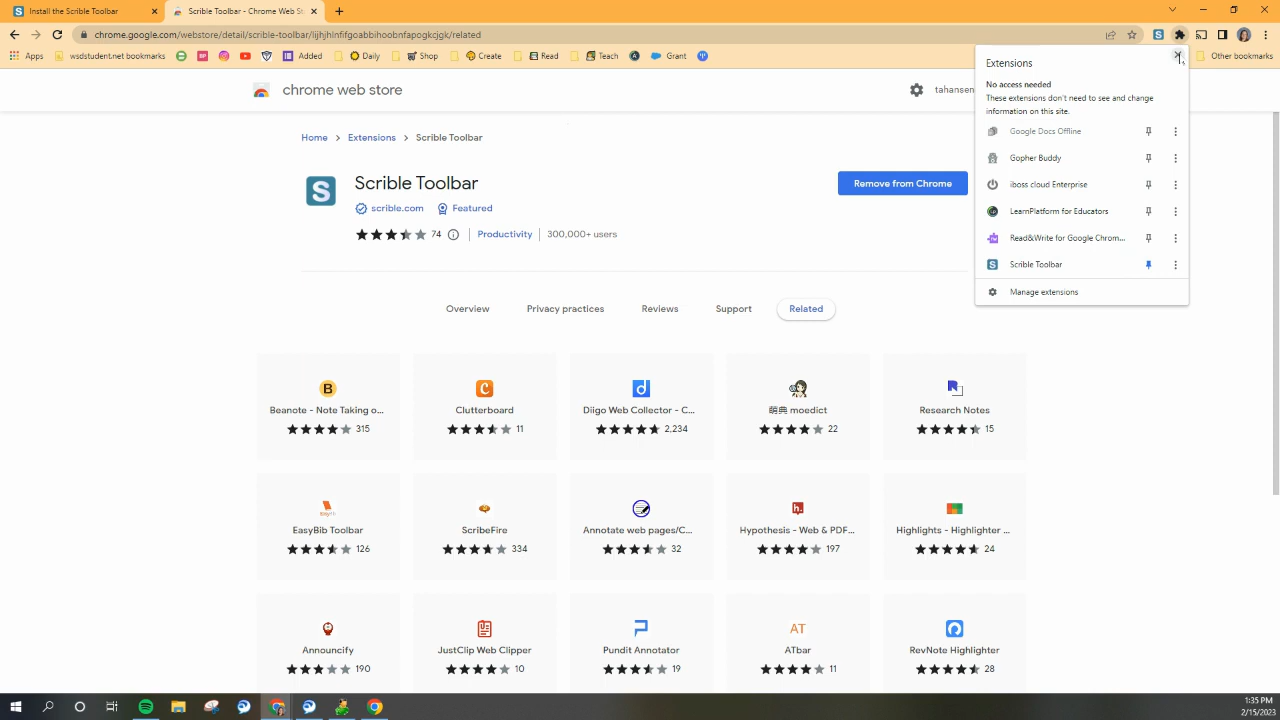 Install the Scrible Toolbar
Scrible Toolbar - Chrome Web St
chrome.google.com/webstore/detail/scrible-toolbar/lijhjhlnfifgoabbihoobnfapogkcjgk/related
Apps
wsdstudent.net bookmarks
Added
Daily
Shop
Create
Read
Teach
Grant
Other bookmarks
chrome web store
tahansen
Extensions
No access needed
These extensions don't need to see and change
information on this site.
Google Docs Offline
Gopher Buddy
iboss cloud Enterprise
LearnPlatform for Educators
Read&Write for Google Chrom...
Scrible Toolbar
Manage extensions
Home > Extensions > Scrible Toolbar
S
Scrible Toolbar
Remove from Chrome
scrible.com
Featured
74
Productivity
300,000+ users
Overview
Privacy practices
Reviews
Support
Related
Beanote - Note Taking o...
315
Clutterboard
11
Diigo Web Collector - C...
2,234
萌典 moedict
22
Research Notes
15
EasyBib Toolbar
126
ScribeFire
334
Annotate web pages/C...
32
Hypothesis - Web & PDF...
197
Highlights - Highlighter ...
24
Announcify
190
JustClip Web Clipper
10
Pundit Annotator
19
AT
ATbar
11
RevNote Highlighter
28
1:35 PM
2/15/2023